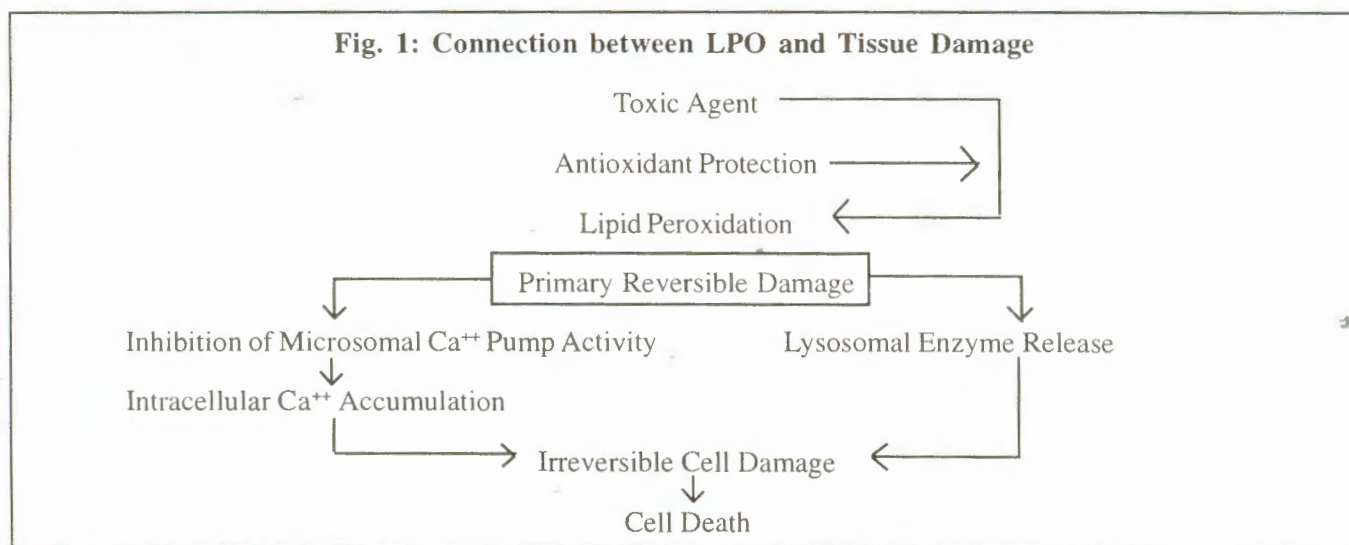 Fig. 1: Connection between LPO and Tissue Damage
Toxic Agent
Antioxidant Protection
Lipid Peroxidation
Primary Reversible Damage
Inhibition of Microsomal Ca⁺⁺ Pump Activity
Lysosomal Enzyme Release
Intracellular Ca⁺⁺ Accumulation
Irreversible Cell Damage
Cell Death